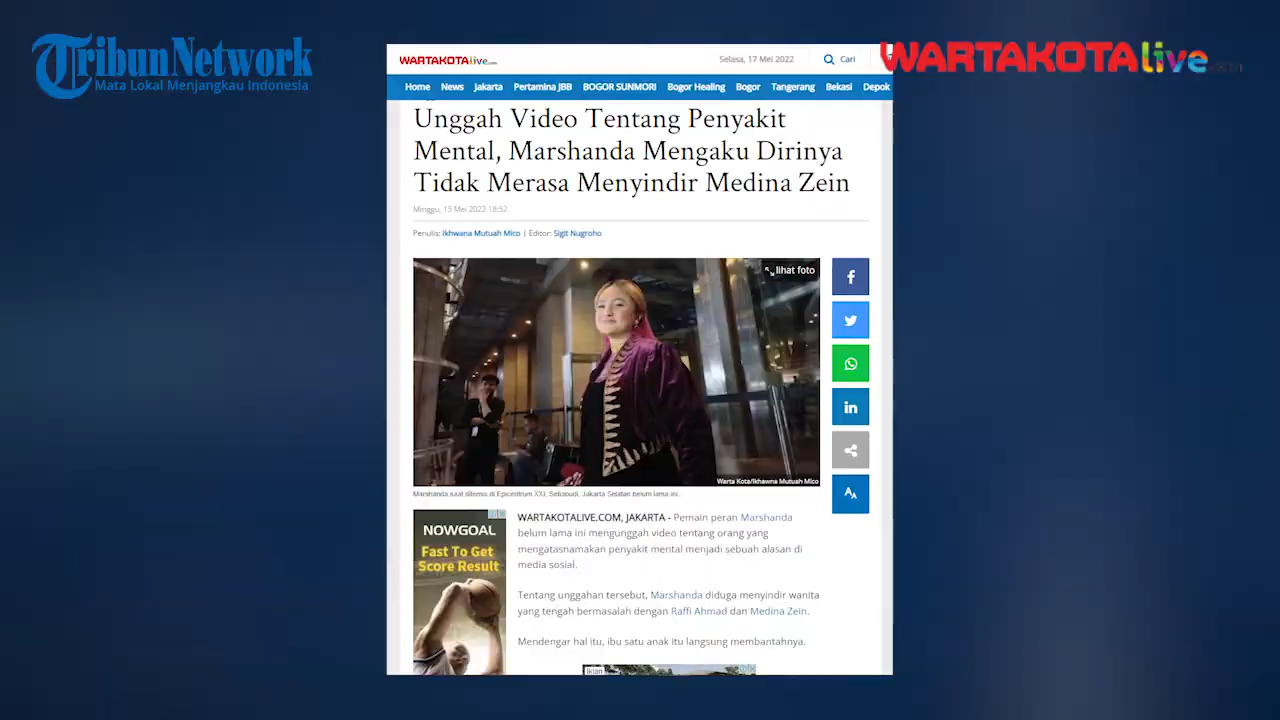 TribunNetwork
Mata Lokal Menjangkau Indonesia
WARTAKOTAlive.com
WARTAKOTAlive.com
Selasa, 17 Mei 2022
Cari
Home News Jakarta Pertamina JBB BOGOR SUNMORI Bogor Healing Bogor Tangerang Bekasi Depok
Unggah Video Tentang Penyakit
Mental, Marshanda Mengaku Dirinya
Tidak Merasa Menyindir Medina Zein
Minggu, 15 Mei 2022 18:52
Penulis: Ikhwana Mutuah Mico | Editor: Sigit Nugroho
lihat foto
Warta Kota/Ikhawna Mutuah Mico
Marshanda saat ditemui di Epicentrum XXI, Setiabudi, Jakarta Selatan belum lama ini.
NOWGOAL
Fast To Get
Score Result
WARTAKOTALIVE.COM, JAKARTA - Pemain peran Marshanda
belum lama ini mengunggah video tentang orang yang
mengatasnamakan penyakit mental menjadi sebuah alasan di
media sosial.
Tentang unggahan tersebut, Marshanda diduga menyindir wanita
yang tengah bermasalah dengan Raffi Ahmad dan Medina Zein.
Mendengar hal itu, ibu satu anak itu langsung membantahnya.
Iklan